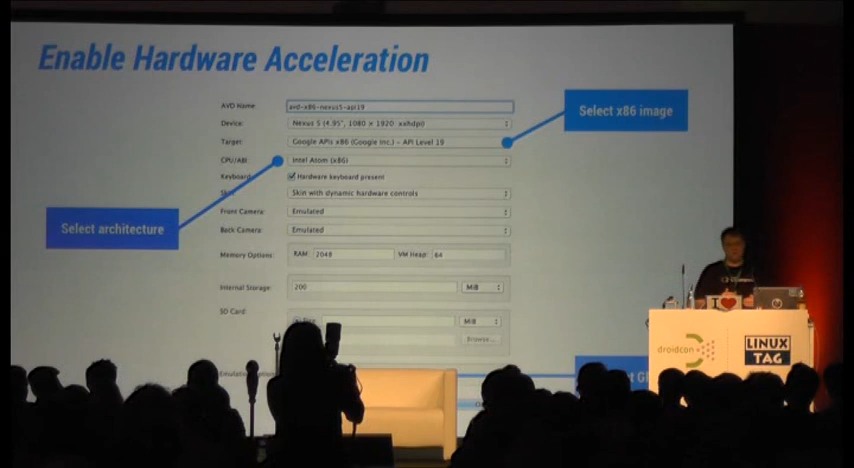 Enable Hardware Acceleration
AVD Name
avd-x86-nexus5-api19
Device:
Nexus 5 (4.95", 1080 × 1920: xxhdpi)
Target:
Google APIs x86 (Google Inc.) - API Level 19
CPU/ABI:
Intel Atom (x86)
Keyboard:
Hardware keyboard present
Skin with dynamic hardware controls
Front Camera:
Emulated
Back Camera:
Emulated
Memory Options:
RAM: 2048
VM Heap: 64
Internal Storage:
200
MiB
SD Card:
MiB
Browse...
Select x86 image
Select architecture
I
droidcon
LINUX
TAG